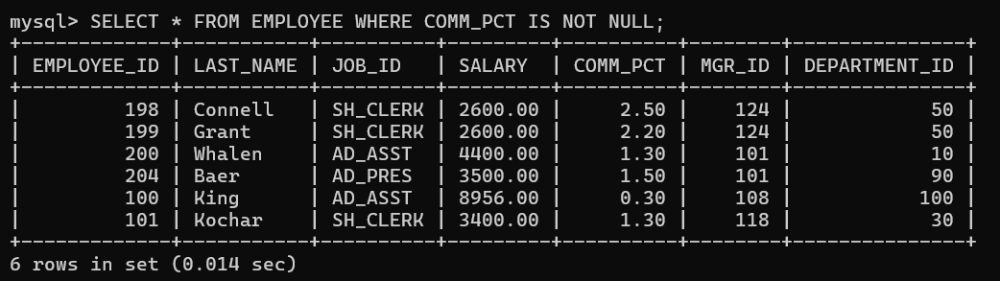 mysql> SELECT * FROM EMPLOYEE WHERE COMM_PCT IS NOT NULL;
+-------------+-----------+----------+---------+----------+--------+---------------+
| EMPLOYEE_ID | LAST_NAME | JOB_ID   | SALARY  | COMM_PCT | MGR_ID | DEPARTMENT_ID |
+-------------+-----------+----------+---------+----------+--------+---------------+
|         198 | Connell   | SH_CLERK | 2600.00 |     2.50 |    124 |            50 |
|         199 | Grant     | SH_CLERK | 2600.00 |     2.20 |    124 |            50 |
|         200 | Whalen    | AD_ASST  | 4400.00 |     1.30 |    101 |            10 |
|         204 | Baer      | AD_PRES  | 3500.00 |     1.50 |    101 |            90 |
|         100 | King      | AD_ASST  | 8956.00 |     0.30 |    108 |           100 |
|         101 | Kochar    | SH_CLERK | 3400.00 |     1.30 |    118 |            30 |
+-------------+-----------+----------+---------+----------+--------+---------------+
6 rows in set (0.014 sec)